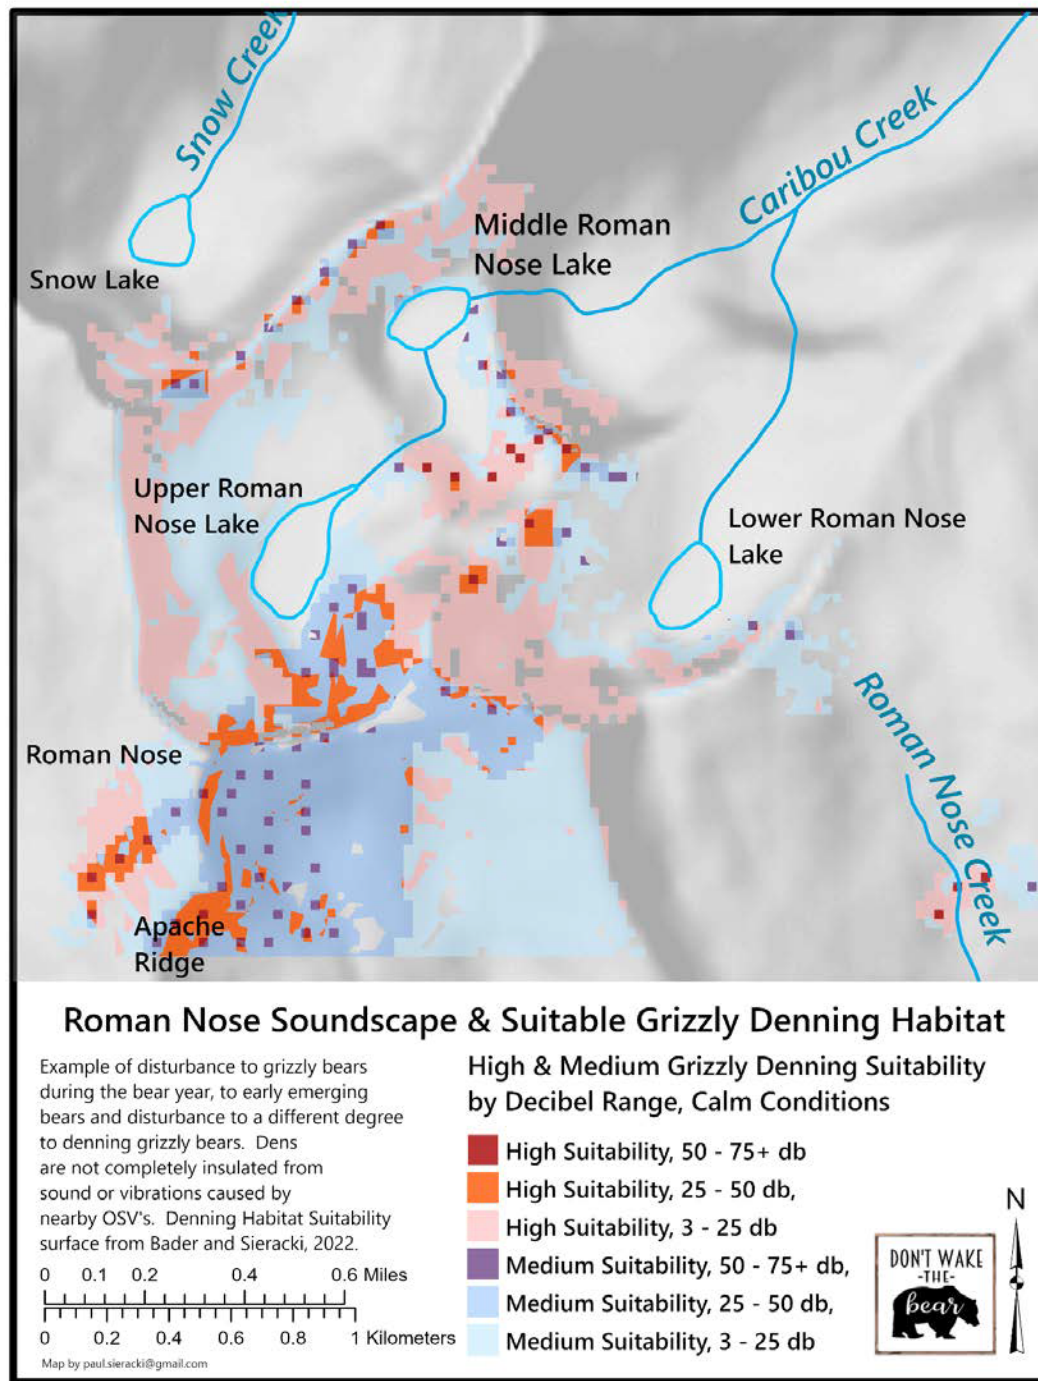 Snow Creek
Caribou Creek
Middle Roman
Nose Lake
Snow Lake
Upper Roman
Nose Lake
Lower Roman Nose
Lake
Roman Nose
Roman Nose Creek
Apache
Ridge
Roman Nose Soundscape & Suitable Grizzly Denning Habitat
Example of disturbance to grizzly bears
during the bear year, to early emerging
bears and disturbance to a different degree
to denning grizzly bears. Dens
are not completely insulated from
sound or vibrations caused by
nearby OSV's. Denning Habitat Suitability
surface from Bader and Sieracki, 2022.
0 0.1 0.2 0.4 0.6 Miles
0 0.2 0.4 0.6 0.8 1 Kilometers
Map by paul.sieracki@gmail.com
High & Medium Grizzly Denning Suitability
by Decibel Range, Calm Conditions
High Suitability, 50 - 75+ db
High Suitability, 25 - 50 db,
High Suitability, 3 - 25 db
Medium Suitability, 50 - 75+ db,
Medium Suitability, 25 - 50 db,
Medium Suitability, 3 - 25 db
DON'T WAKE
-THE-
bear
N